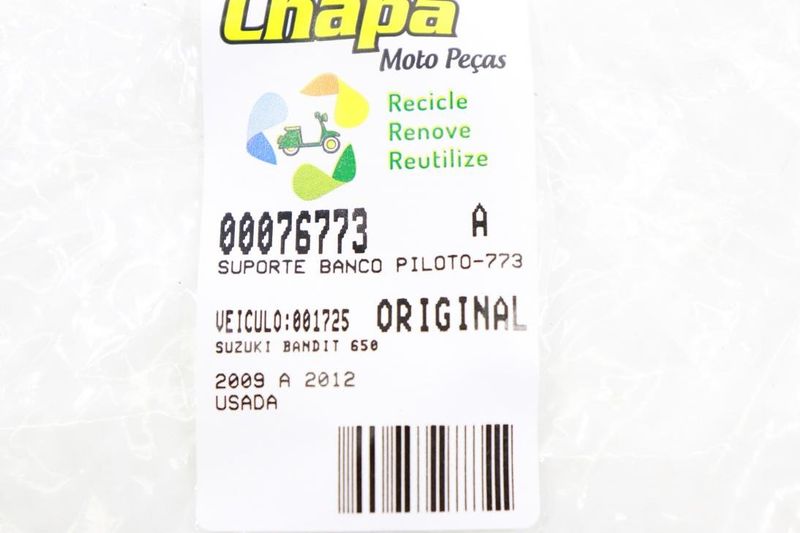 Chapa
Moto Peças
Recicle
Renove
Reutilize
00076773 A
SUPORTE BANCO PILOTO-773
VEICULO:001725 ORIGINAL
SUZUKI BANDIT 650
2009 A 2012
USADA